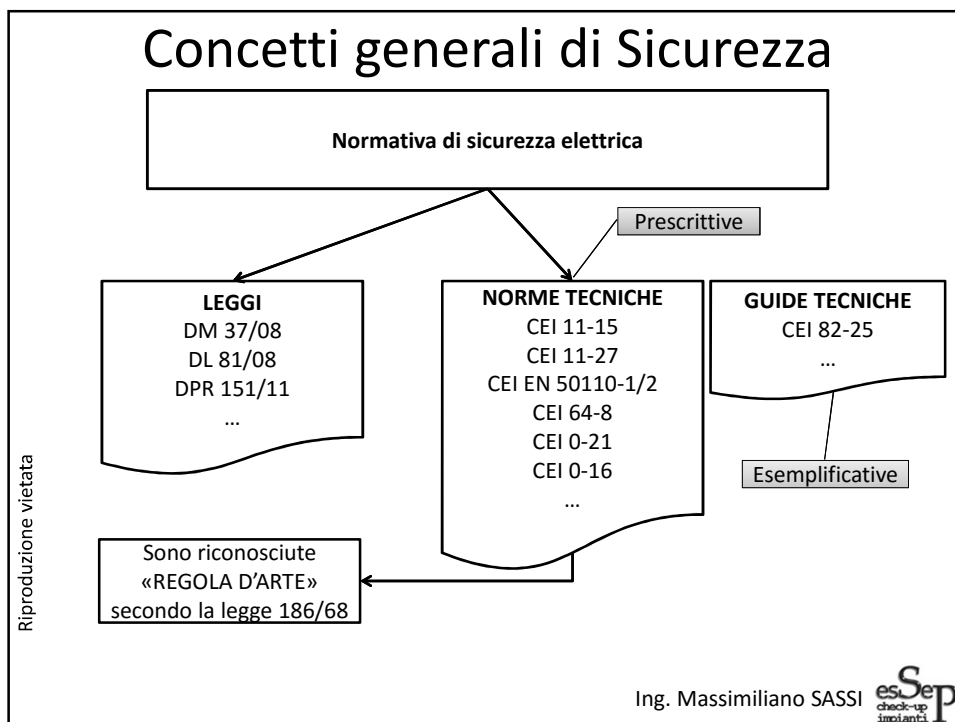 Concetti generali di Sicurezza
Normativa di sicurezza elettrica
Prescrittive
LEGGI
DM 37/08
DL 81/08
DPR 151/11
...
NORME TECNICHE
CEI 11-15
CEI 11-27
CEI EN 50110-1/2
CEI 64-8
CEI 0-21
CEI 0-16
...
GUIDE TECNICHE
CEI 82-25
...
Esemplificative
Sono riconosciute
«REGOLA D'ARTE»
secondo la legge 186/68
Riproduzione vietata
Ing. Massimiliano SASSI
esSep
check-up
impianti